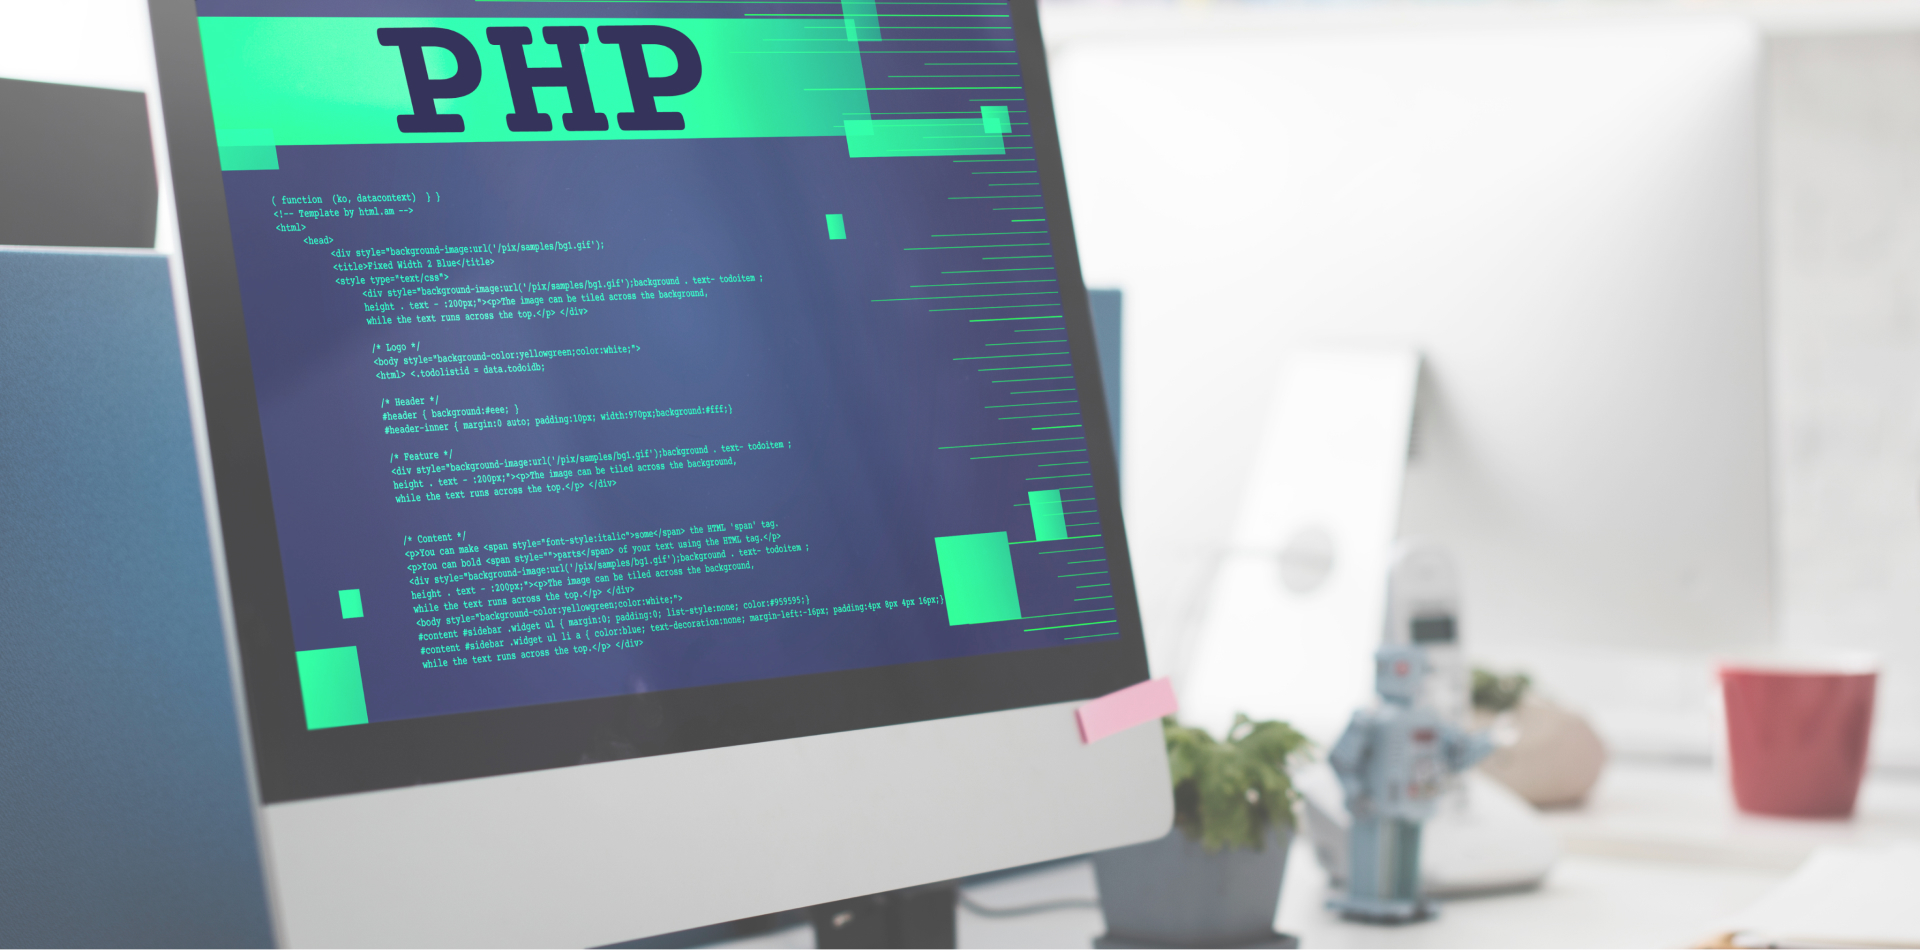 PHP
( function (ko, datacontext) } }
<!-- Template by html.am -->
<html>
<head>
<div style="background-image:url('/pix/samples/bg1.gif');
<title>Fixed Width 2 Blue</title>
<style type="text/css">
<div style="background-image:url('/pix/samples/bg1.gif');background . text- todoitem ;
height . text - :200px;"><p>The image can be tiled across the background,
while the text runs across the top.</p> </div>
/* Logo */
<body style="background-color:yellowgreen;color:white;">
<html> <.todolistid = data.todoidb;
/* Header */
#header { background:#eee; }
#header-inner { margin:0 auto; padding:10px; width:970px;background:#fff;}
/* Feature */
<div style="background-image:url('/pix/samples/bg1.gif');background . text- todoitem ;
height . text - :200px;"><p>The image can be tiled across the background,
while the text runs across the top.</p> </div>
/* Content */
<p>You can make <span style="font-style:italic">some</span> the HTML 'span' tag.
<p>You can bold <span style="">parts</span> of your text using the HTML tag.</p>
<div style="background-image:url('/pix/samples/bg1.gif');background . text- todoitem ;
height . text - :200px;"><p>The image can be tiled across the background,
while the text runs across the top.</p> </div>
<body style="background-color:yellowgreen;color:white;">
#content #sidebar .widget ul { margin:0; padding:0; list-style:none; color:#959595;}
#content #sidebar .widget ul li a { color:blue; text-decoration:none; margin-left:-16px; padding:4px 8px 4px 16px;}
while the text runs across the top.</p> </div>